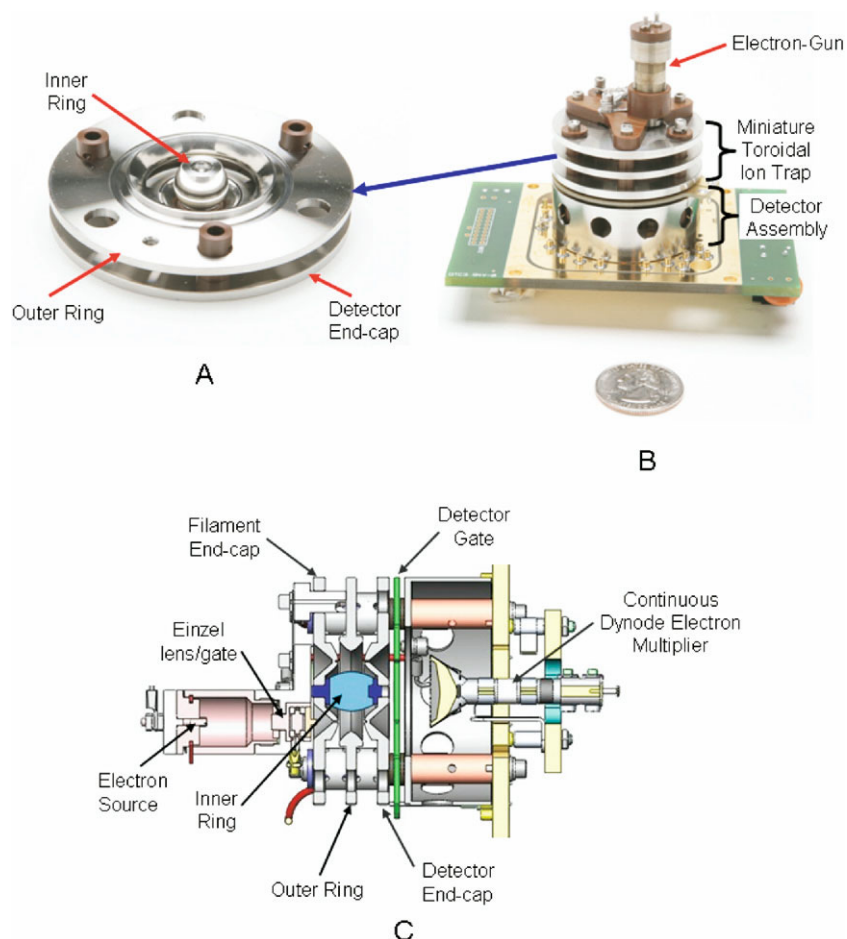 Inner
Ring
Outer Ring
Detector
End-cap
A
Electron-Gun
Miniature
Toroidal
Ion Trap
Detector
Assembly
B
Filament
End-cap
Detector
Gate
Einzel
lens/gate
Continuous
Dynode Electron
Multiplier
Electron
Source
Inner
Ring
Outer Ring
Detector
End-cap
C